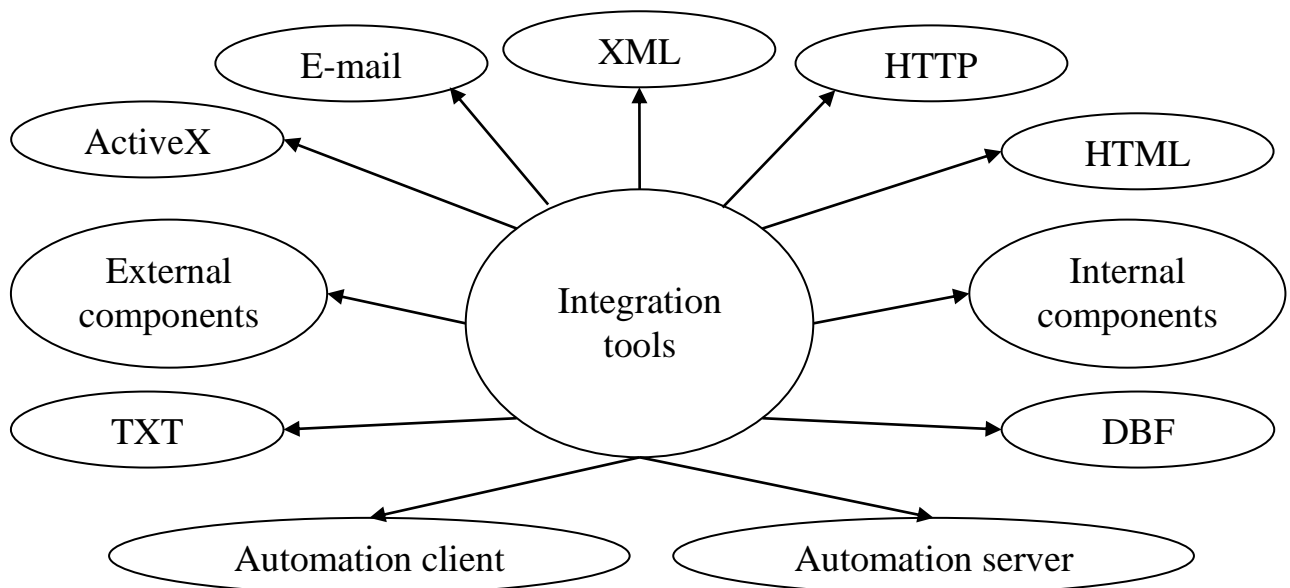 E-mail
XML
HTTP
ActiveX
HTML
External
components
Integration
tools
Internal
components
TXT
DBF
Automation client
Automation server